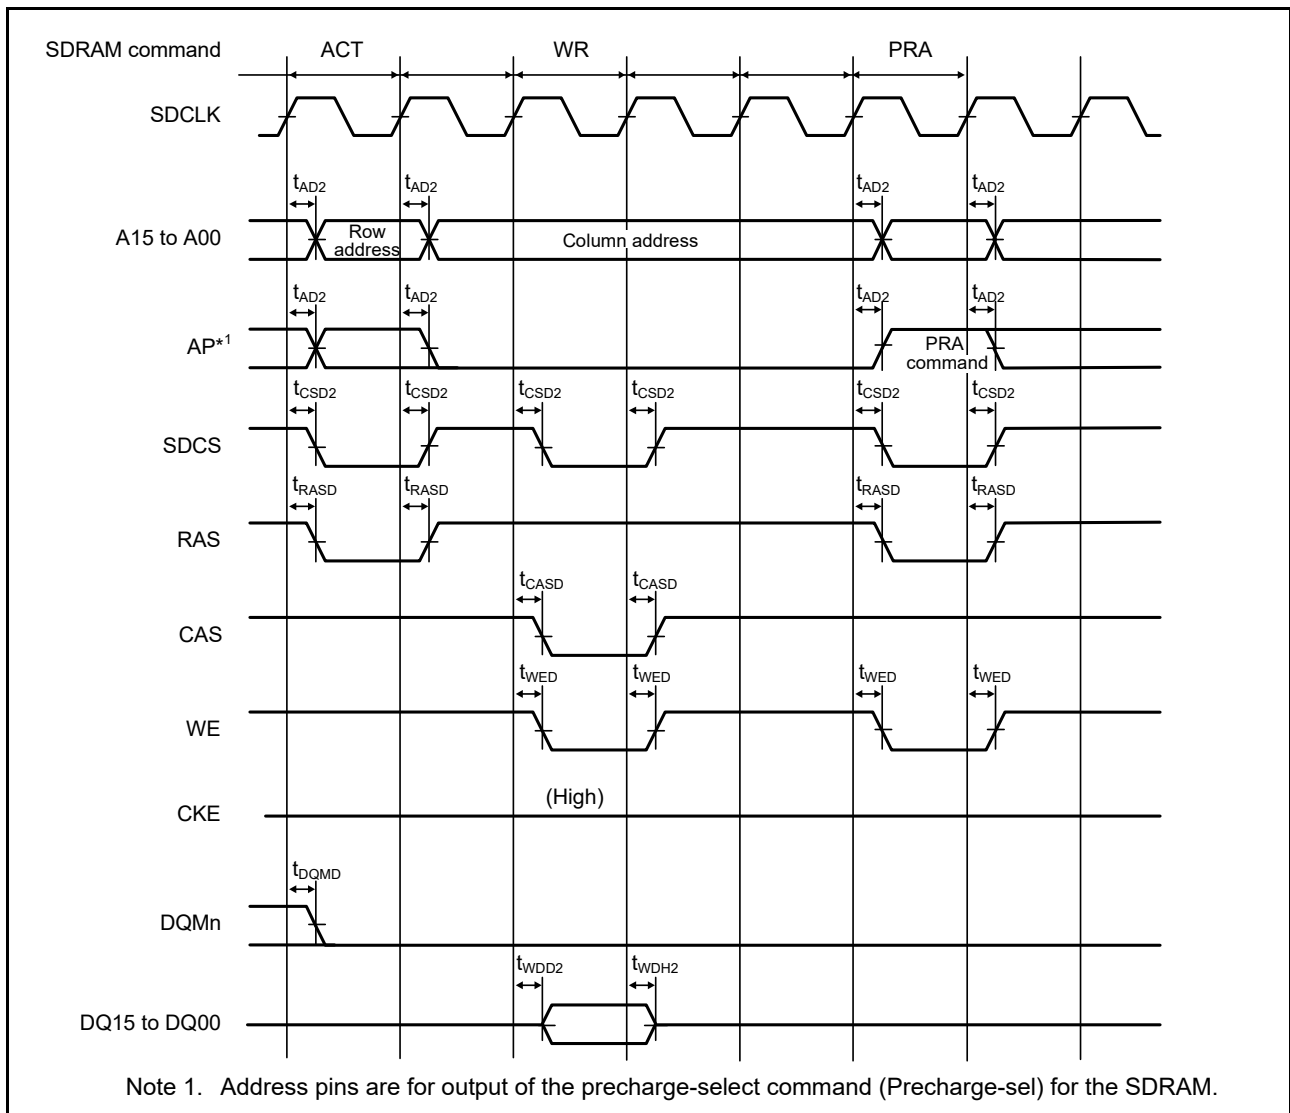 SDRAM command ACT WR PRA
SDCLK
tAD2 tAD2 tAD2 tAD2
A15 to A00 Row address Column address
tAD2 tAD2 tAD2 tAD2
AP*1 PRA command
tCSD2 tCSD2 tCSD2 tCSD2 tCSD2 tCSD2
SDCS
tRASD tRASD tRASD tRASD
RAS
tCASD tCASD
CAS
tWED tWED tWED tWED
WE
(High)
CKE
tDQMD
DQMn
tWDD2 tWDH2
DQ15 to DQ00
Note 1. Address pins are for output of the precharge-select command (Precharge-sel) for the SDRAM.